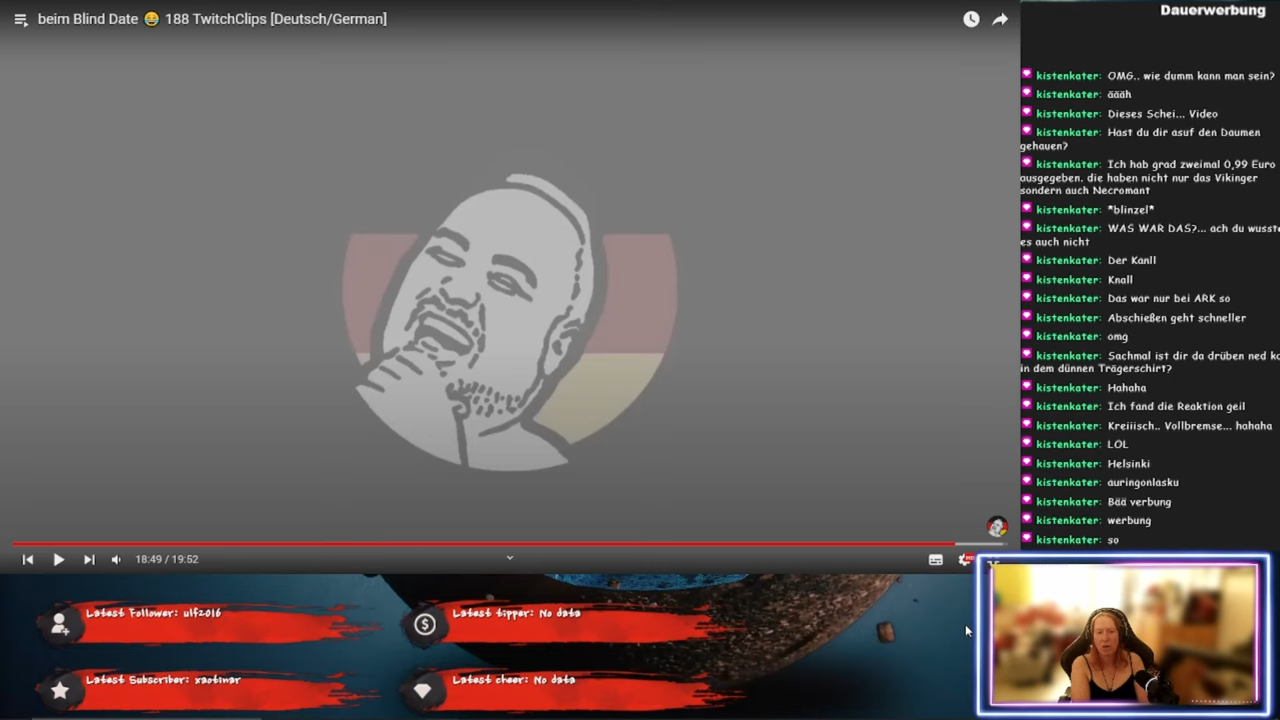 beim Blind Date 😂 188 TwitchClips [Deutsch/German]
Dauerwerbung
kistenkater: OMG.. wie dumm kann man sein?
kistenkater: äääh
kistenkater: Dieses Schei... Video
kistenkater: Hast du dir asuf den Daumen
gehauen?
kistenkater: Ich hab grad zweimal 0,99 Euro
ausgegeben. die haben nicht nur das Vikinger
sondern auch Necromant
kistenkater: *blinzel*
kistenkater: WAS WAR DAS?... ach du wusste
es auch nicht
kistenkater: Der Kanll
kistenkater: Knall
kistenkater: Das war nur bei ARK so
kistenkater: Abschießen geht schneller
kistenkater: omg
kistenkater: Sachmal ist dir da drüben ned
in dem dünnen Trägershirt?
kistenkater: Hahaha
kistenkater: Ich fand die Reaktion geil
kistenkater: Kreiiisch.. Vollbremse... hahaha
kistenkater: LOL
kistenkater: Helsinki
kistenkater: auringonlasku
kistenkater: Bää verbung
kistenkater: werbung
kistenkater: so
18:49 / 19:52
Latest Follower: ulfz016
Latest tipper: No data
Latest Subscriber: xaotinar
Latest cheer: No data